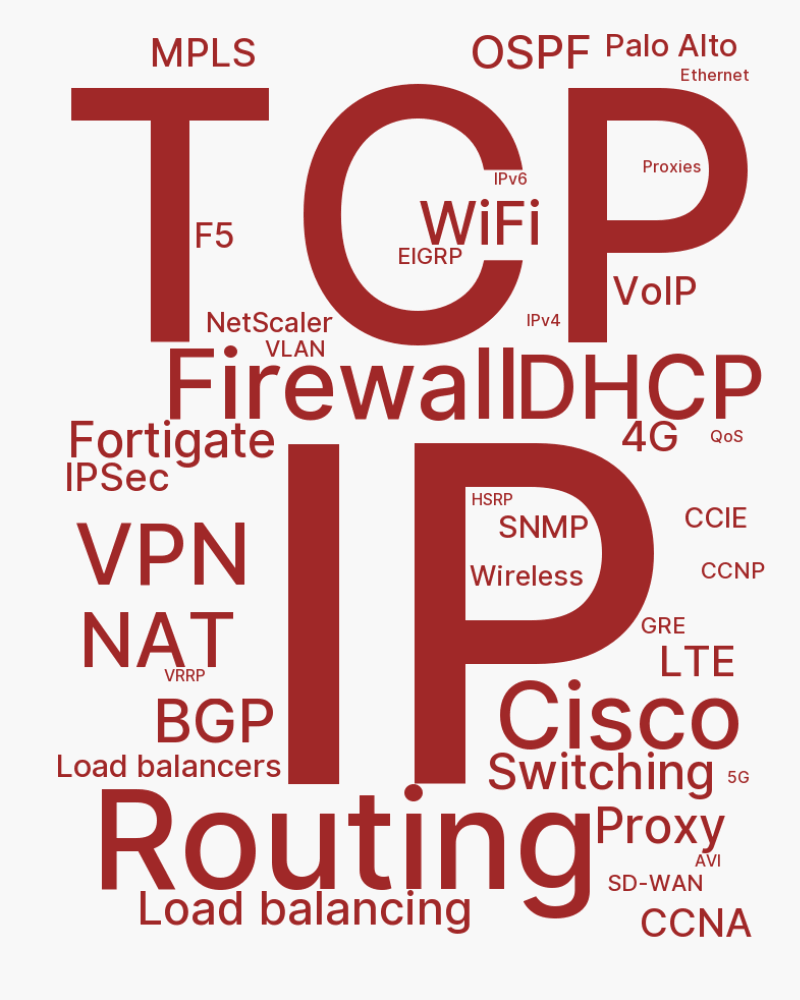 MPLS
OSPF
Palo Alto
Ethernet
TCP
Proxies
IPv6
WiFi
F5
EIGRP
VoIP
NetScaler
IPv4
VLAN
Firewall
DHCP
Fortigate
4G
QoS
IPSec
IP
HSRP
SNMP
CCIE
VPN
Wireless
CCNP
NAT
GRE
LTE
VRRP
BGP
Cisco
Load balancers
Switching
5G
Routing
Proxy
AVI
SD-WAN
Load balancing
CCNA